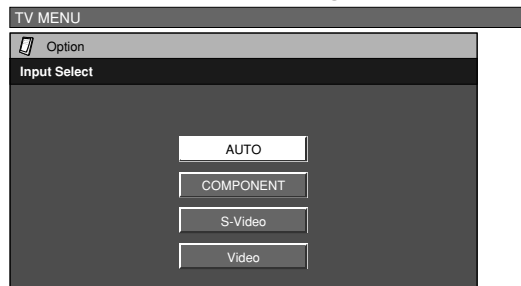 TV MENU
Option
Input Select
AUTO
COMPONENT
S-Video
Video